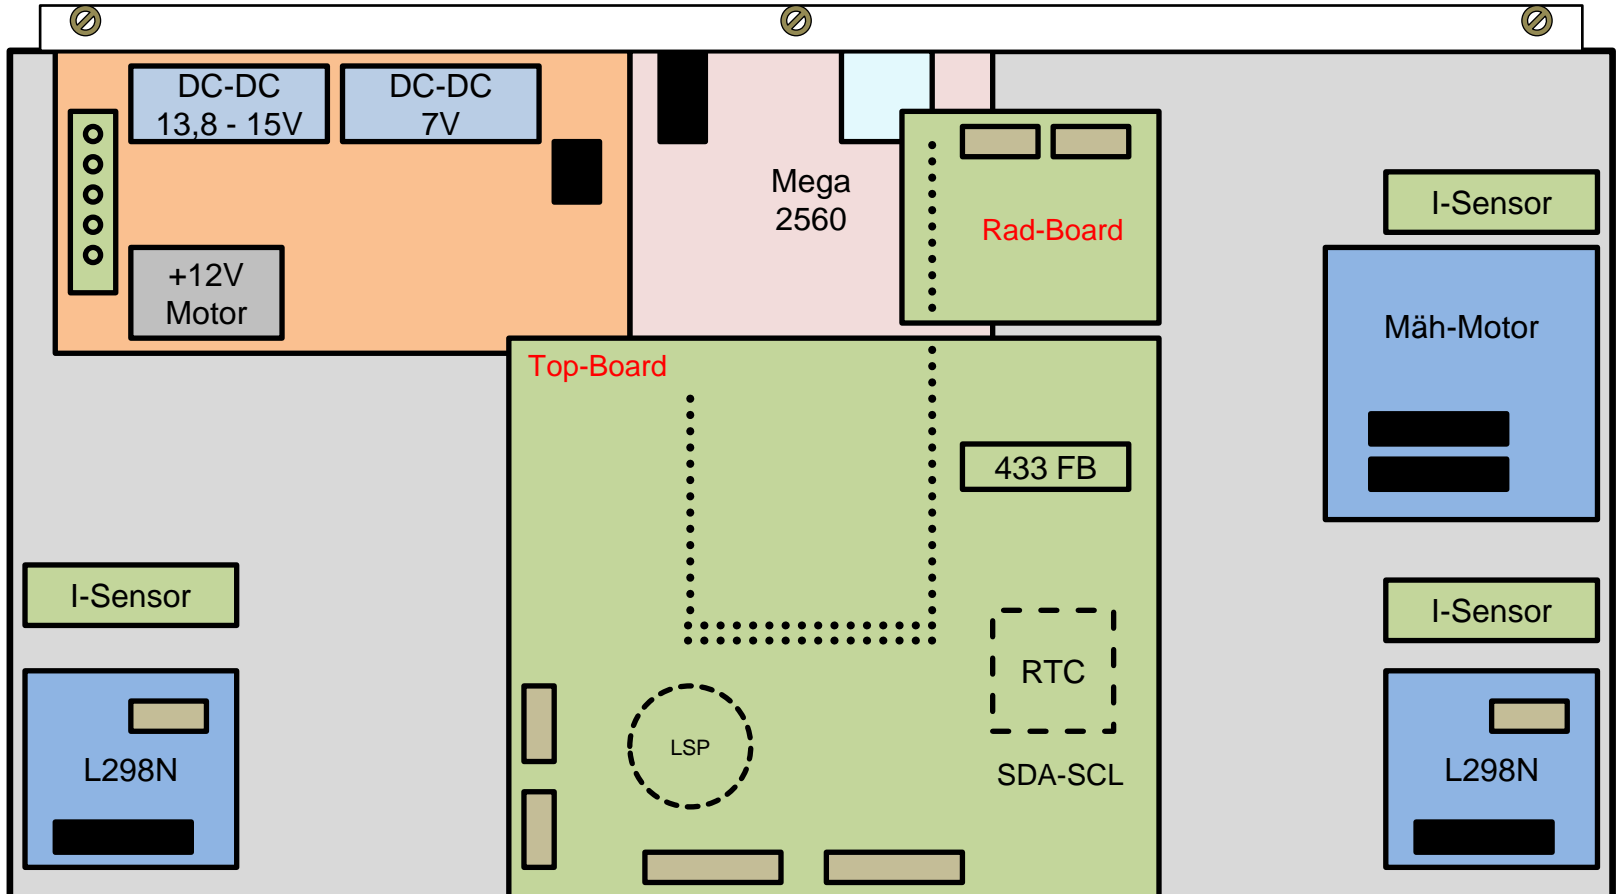 DC-DC
13,8 - 15V
DC-DC
7V
Mega
2560
Rad-Board
I-Sensor
+12V
Motor
Mäh-Motor
Top-Board
433 FB
I-Sensor
I-Sensor
RTC
LSP
SDA-SCL
L298N
L298N